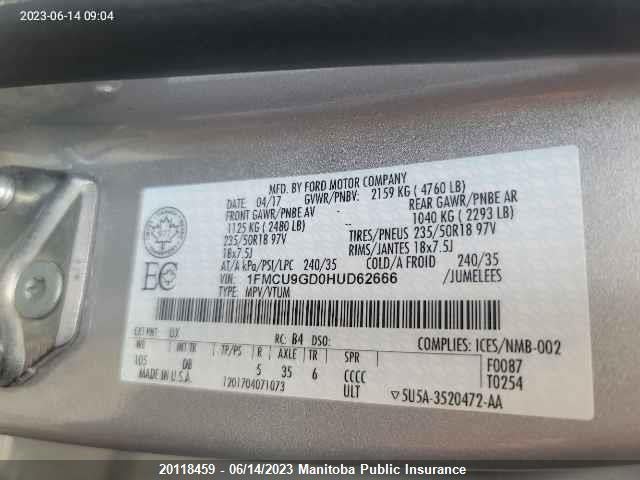 2023-06-14 09:04
MFD. BY FORD MOTOR COMPANY
DATE: 04/17 GVWR/PNBV: 2159 KG ( 4760 LB)
FRONT GAWR/PNBE AV REAR GAWR/PNBE AR
1125 KG ( 2480 LB) 1040 KG ( 2293 LB)
235/50R18 97V TIRES/PNEUS 235/50R18 97V
18x7.5J RIMS/JANTES 18x7.5J
AT/A kPa/PSI/LPC 240/35 COLD/A FROID 240/35
VIN: 1FMCU9GD0HUD62666 /JUMELEES
TYPE: MPV/VTUM
EC
EXT PNT: UX RC: B4 DSO: COMPLIES: ICES/NMB-002
WB INT TR TP/PS R AXLE TR SPR F0087
105 DB 5 35 6 CCCC T0254
MADE IN U.S.A. 1201704071073 ULT ▽5U5A-3520472-AA
20118459 - 06/14/2023 Manitoba Public Insurance